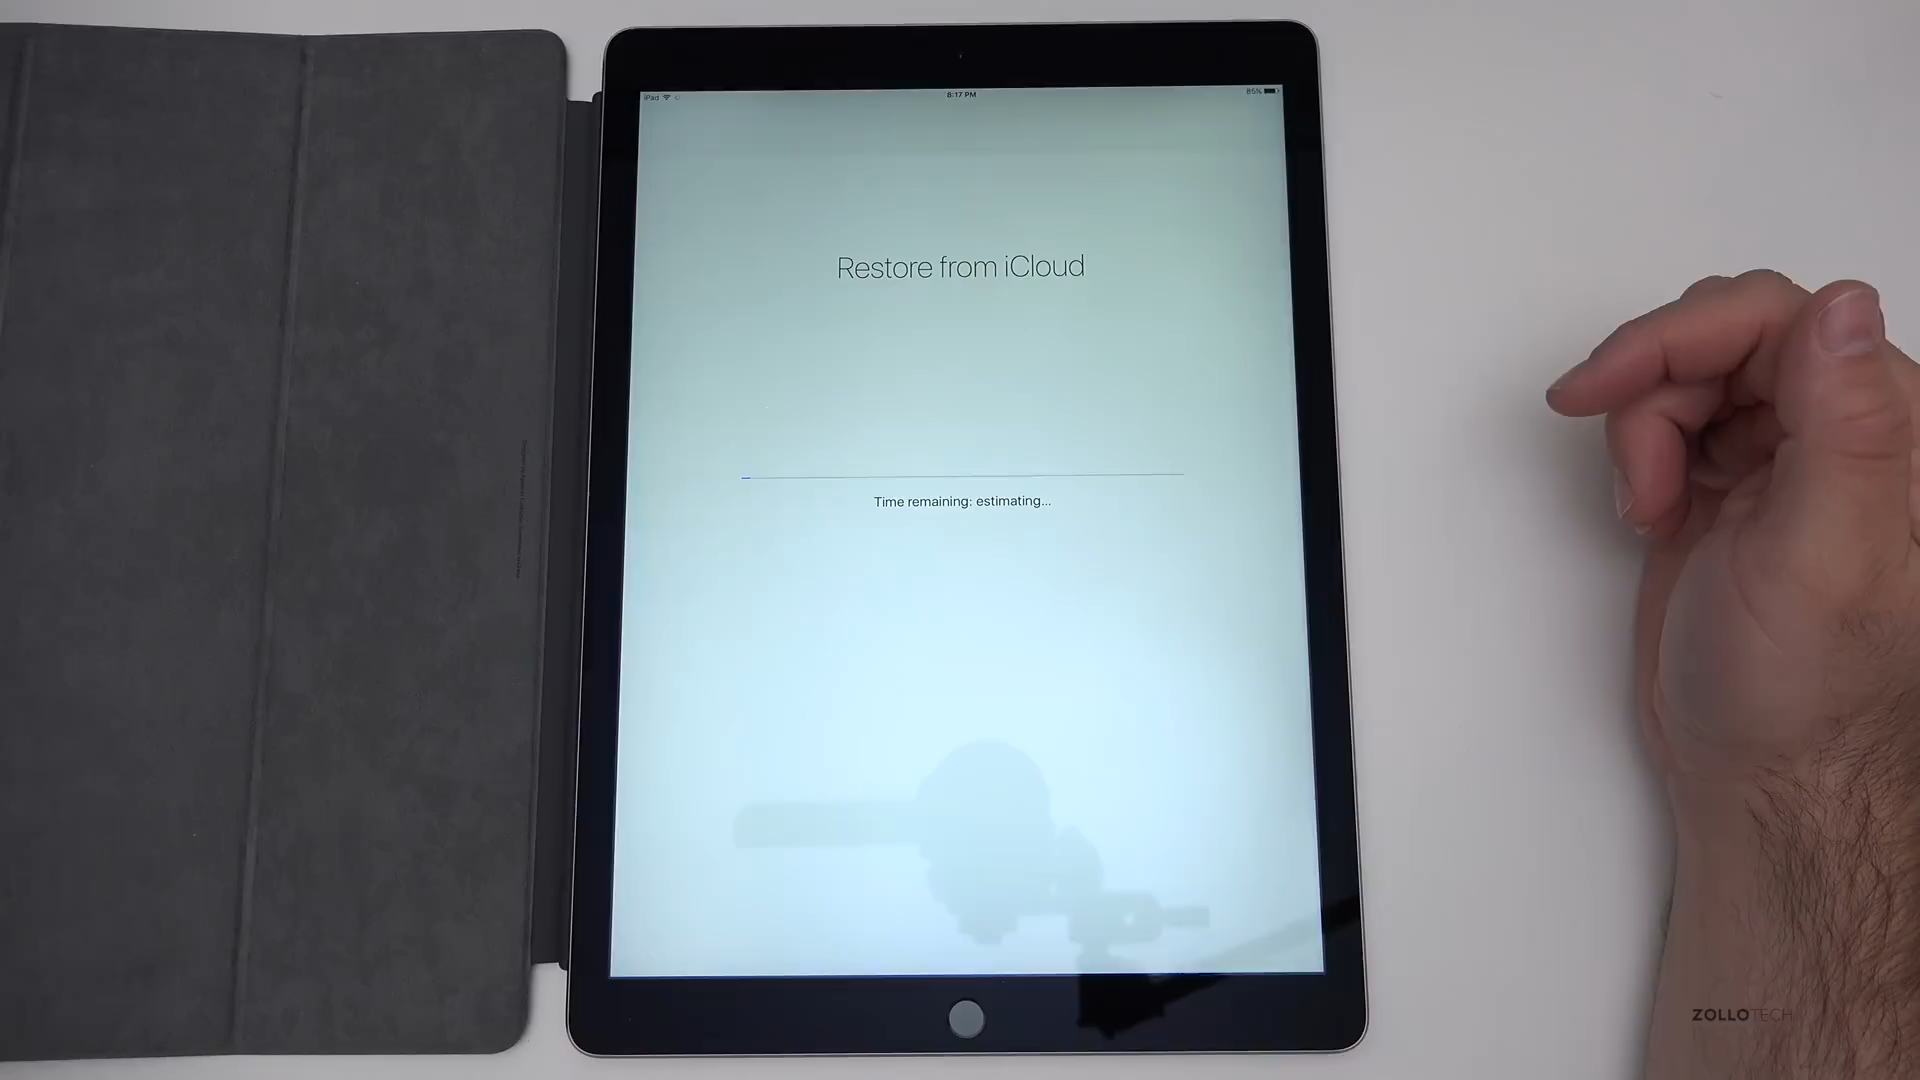 iPad
8:17 PM
85%
Restore from iCloud
Time remaining: estimating...
ZOLLOTECH